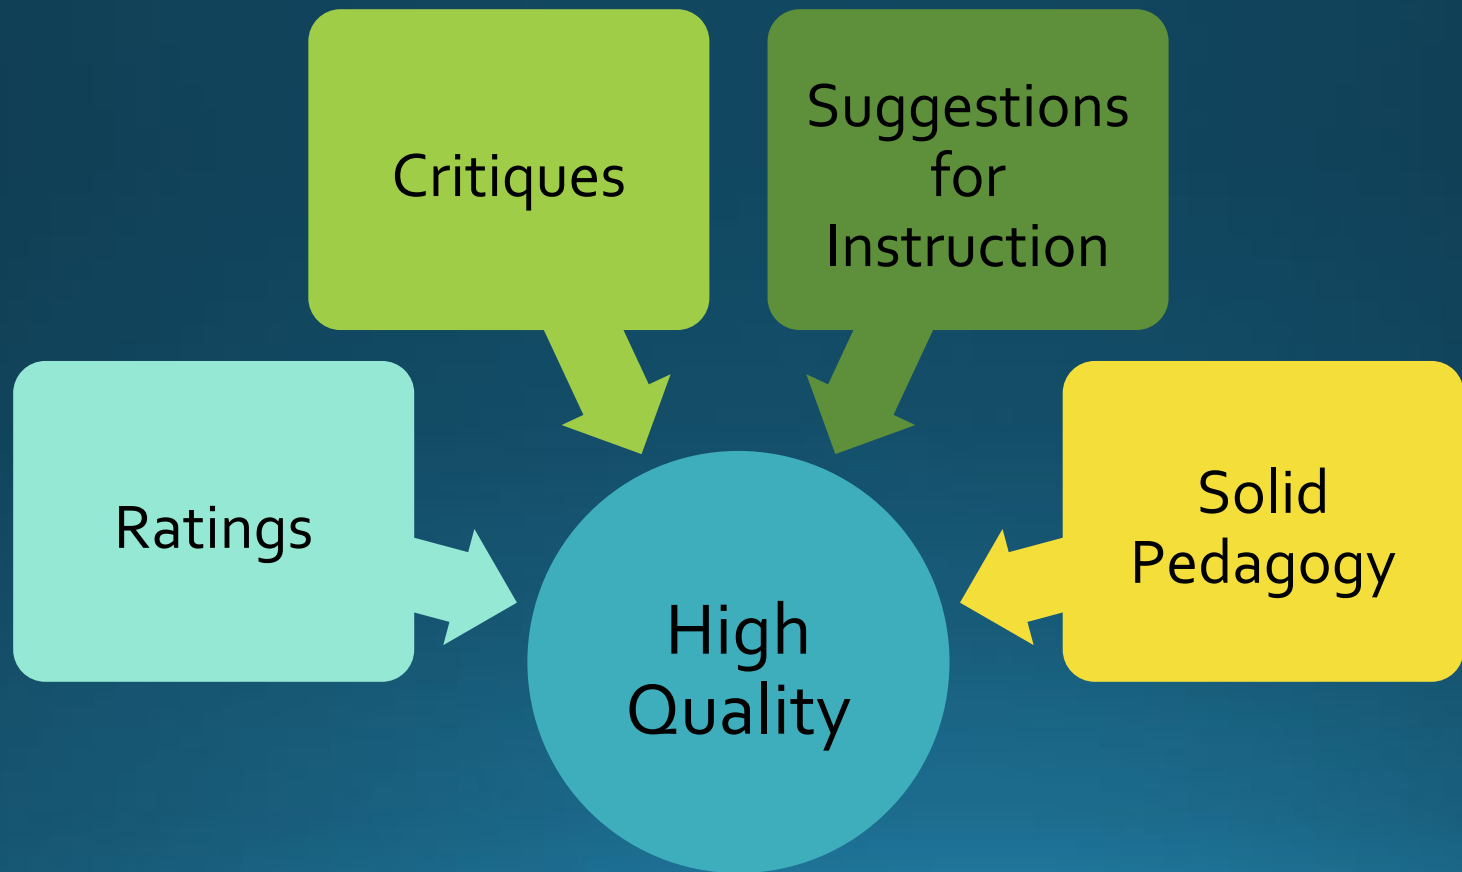 Critiques
Suggestions
for
Instruction
Ratings
Solid
Pedagogy
High
Quality